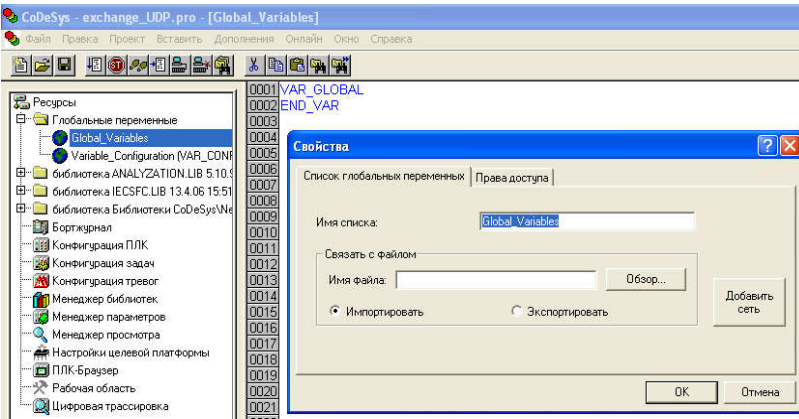 CoDeSys - exchange_UDP.pro - [Global_Variables]
Файл Правка Проект Вставить Дополнения Онлайн Окно Справка
Ресурсы
Глобальные переменные
Global_Variables
Variable_Configuration (VAR_CONF
библиотека ANALYZATION.LIB 5.10.9
библиотека IECSFC.LIB 13.4.06 15:51
библиотека Библиотеки CoDeSys\Ne
Бортжурнал
Конфигурация ПЛК
Конфигурация задач
Конфигурация тревог
Менеджер библиотек
Менеджер параметров
Менеджер просмотра
Настройки целевой платформы
ПЛК-Браузер
Рабочая область
Цифровая трассировка
0001 VAR_GLOBAL
0002 END_VAR
0003
0004
0005
0006
0007
0008
0009
0010
0011
0012
0013
0014
0015
0016
0017
0018
0019
0020
0021
Свойства
Список глобальных переменных Права доступа
Имя списка: Global_Variables
Связать с файлом
Имя файла: Обзор...
Импортировать Экспортировать
Добавить
сеть
OK Отмена